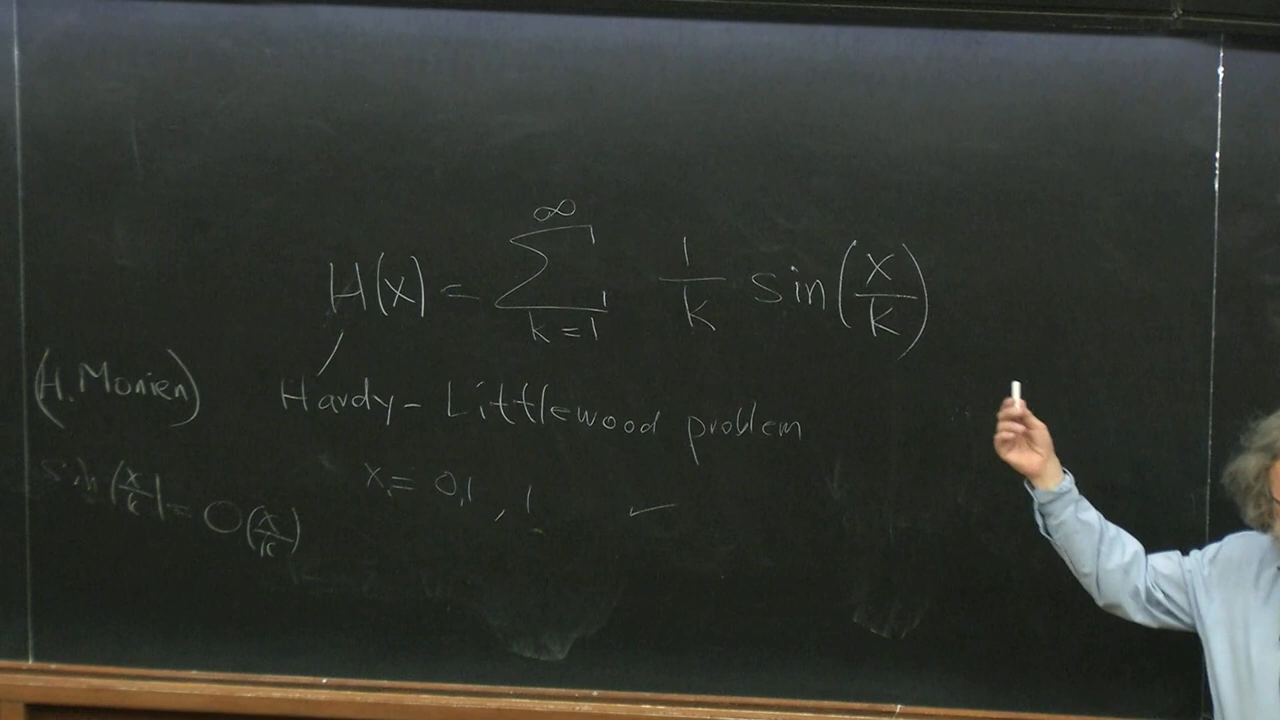 H(x) = ∑_{k=1}^{∞} 1/k sin(x/k)
(H. Monien) Hardy-Littlewood problem
x = 0,1 , 1 ✓
sin(x/k) = O(x/k)